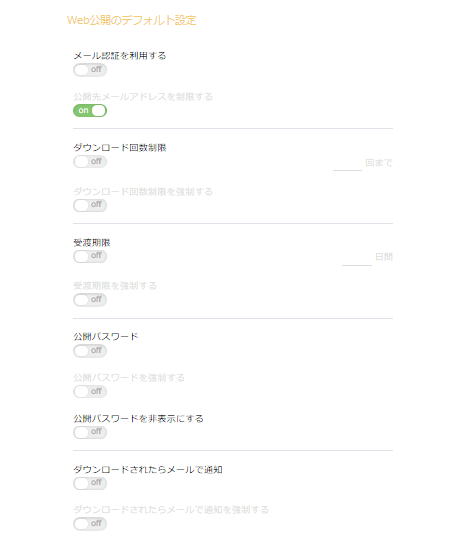 Web公開のデフォルト設定
メール認証を利用する
off
公開先メールアドレスを制限する
on
ダウンロード回数制限
off
回まで
ダウンロード回数制限を強制する
off
受渡期限
off
日間
受渡期限を強制する
off
公開パスワード
off
公開パスワードを強制する
off
公開パスワードを非表示にする
off
ダウンロードされたらメールで通知
off
ダウンロードされたらメールで通知を強制する
off